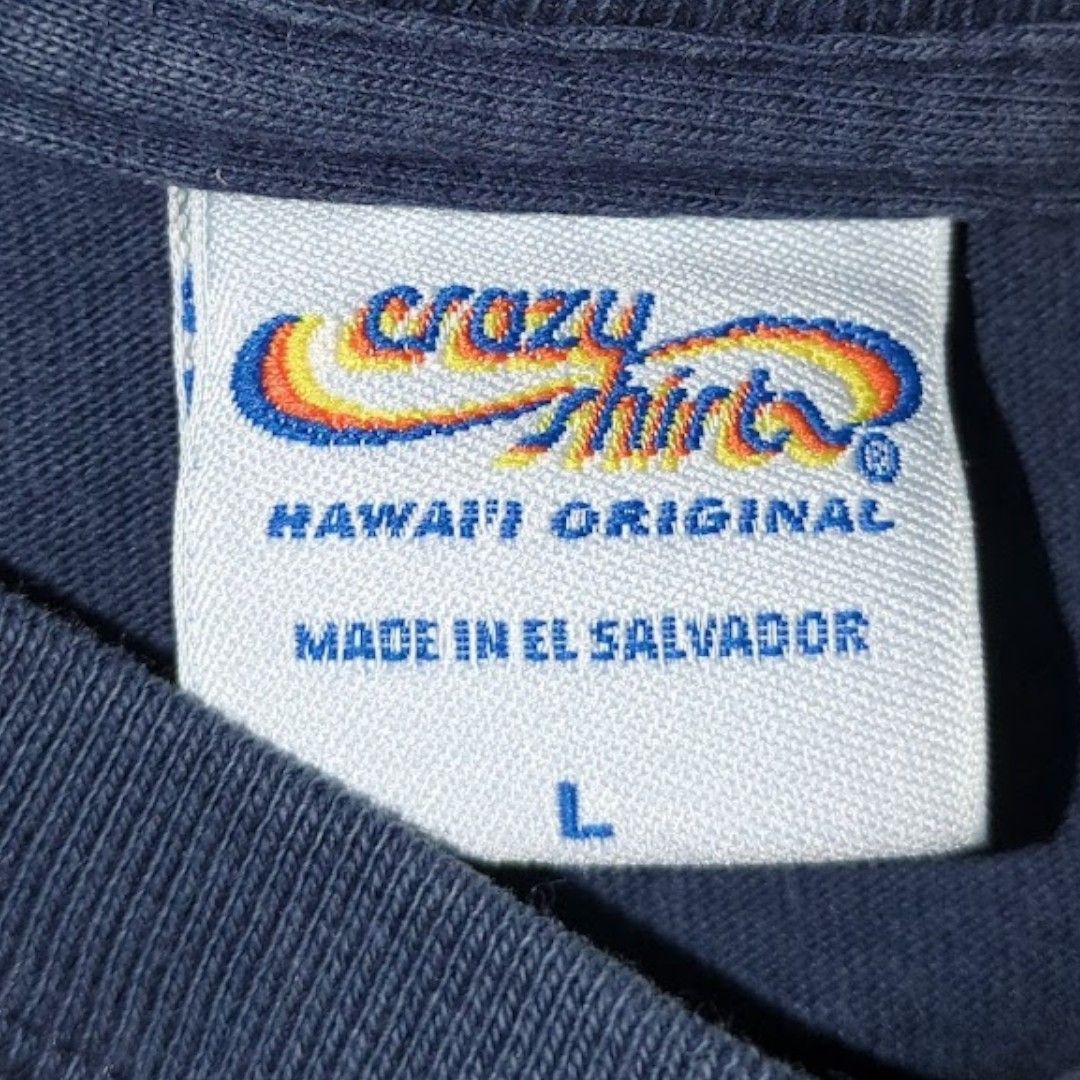 crazy
shirts
®
HAWAI'I ORIGINAL
MADE IN EL SALVADOR
L